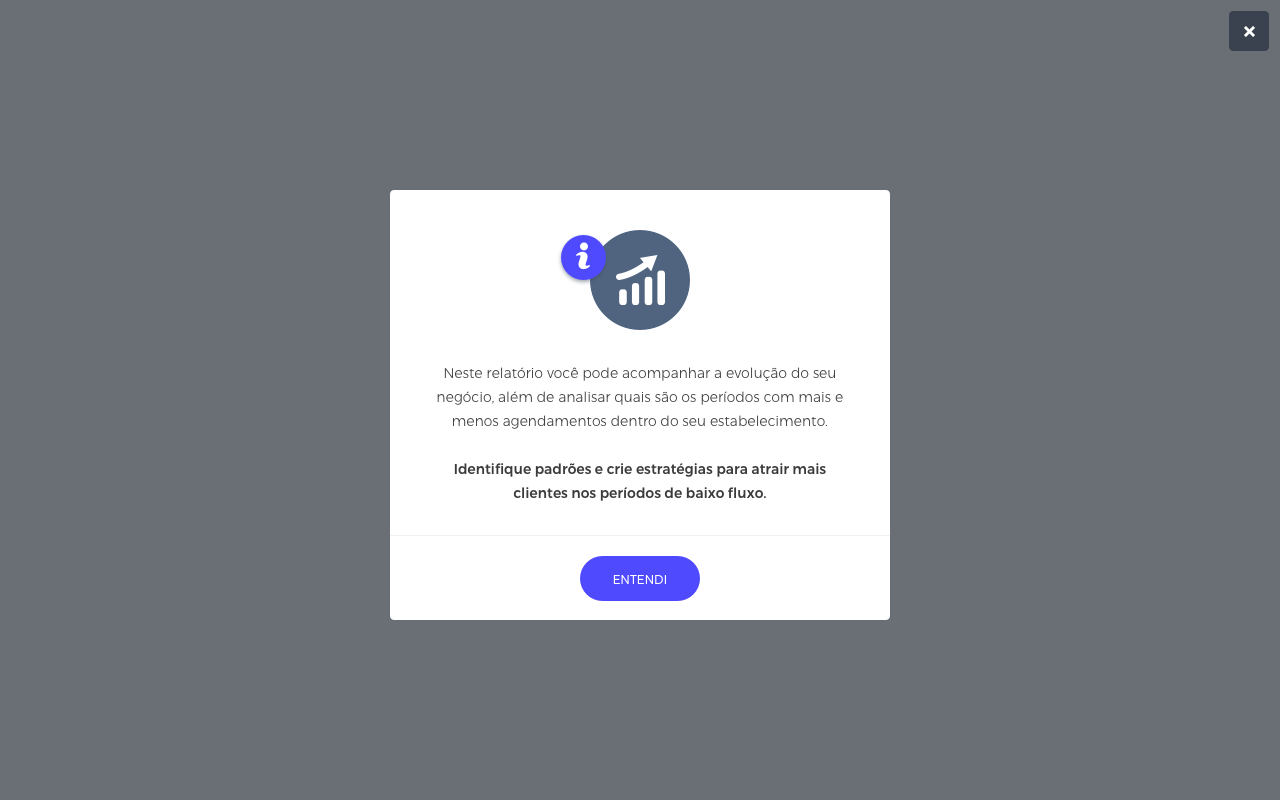 Neste relatório você pode acompanhar a evolução do seu
negócio, além de analisar quais são os períodos com mais e
menos agendamentos dentro do seu estabelecimento.
Identifique padrões e crie estratégias para atrair mais
clientes nos períodos de baixo fluxo.
ENTENDI